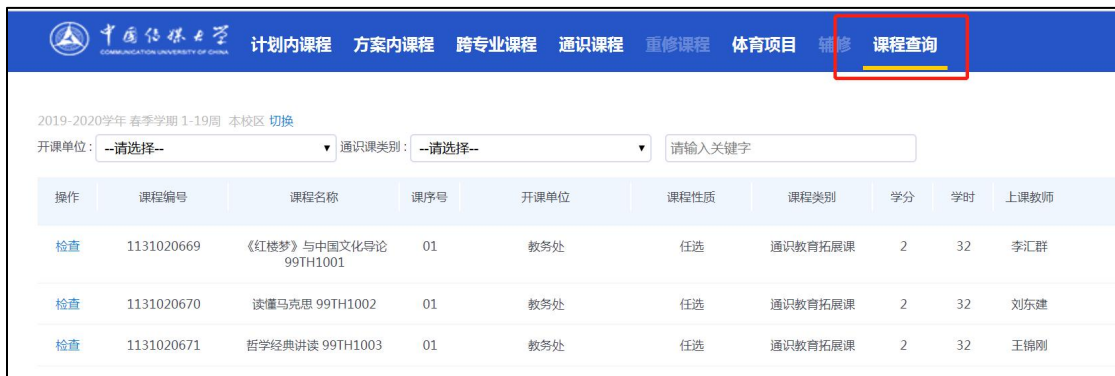 中国传媒大学
COMMUNICATION UNIVERSITY OF CHINA
计划内课程 方案内课程 跨专业课程 通识课程 重修课程 体育项目 辅修 课程查询
2019-2020学年 春季学期 1-19周 本校区 切换
开课单位: --请选择-- 通识课类别: --请选择-- 请输入关键字
操作 课程编号 课程名称 课序号 开课单位 课程性质 课程类别 学分 学时 上课教师
检查 1131020669 《红楼梦》与中国文化导论 01 教务处 任选 通识教育拓展课 2 32 李汇群
99TH1001
检查 1131020670 读懂马克思 99TH1002 01 教务处 任选 通识教育拓展课 2 32 刘东建
检查 1131020671 哲学经典讲读 99TH1003 01 教务处 任选 通识教育拓展课 2 32 王锦刚